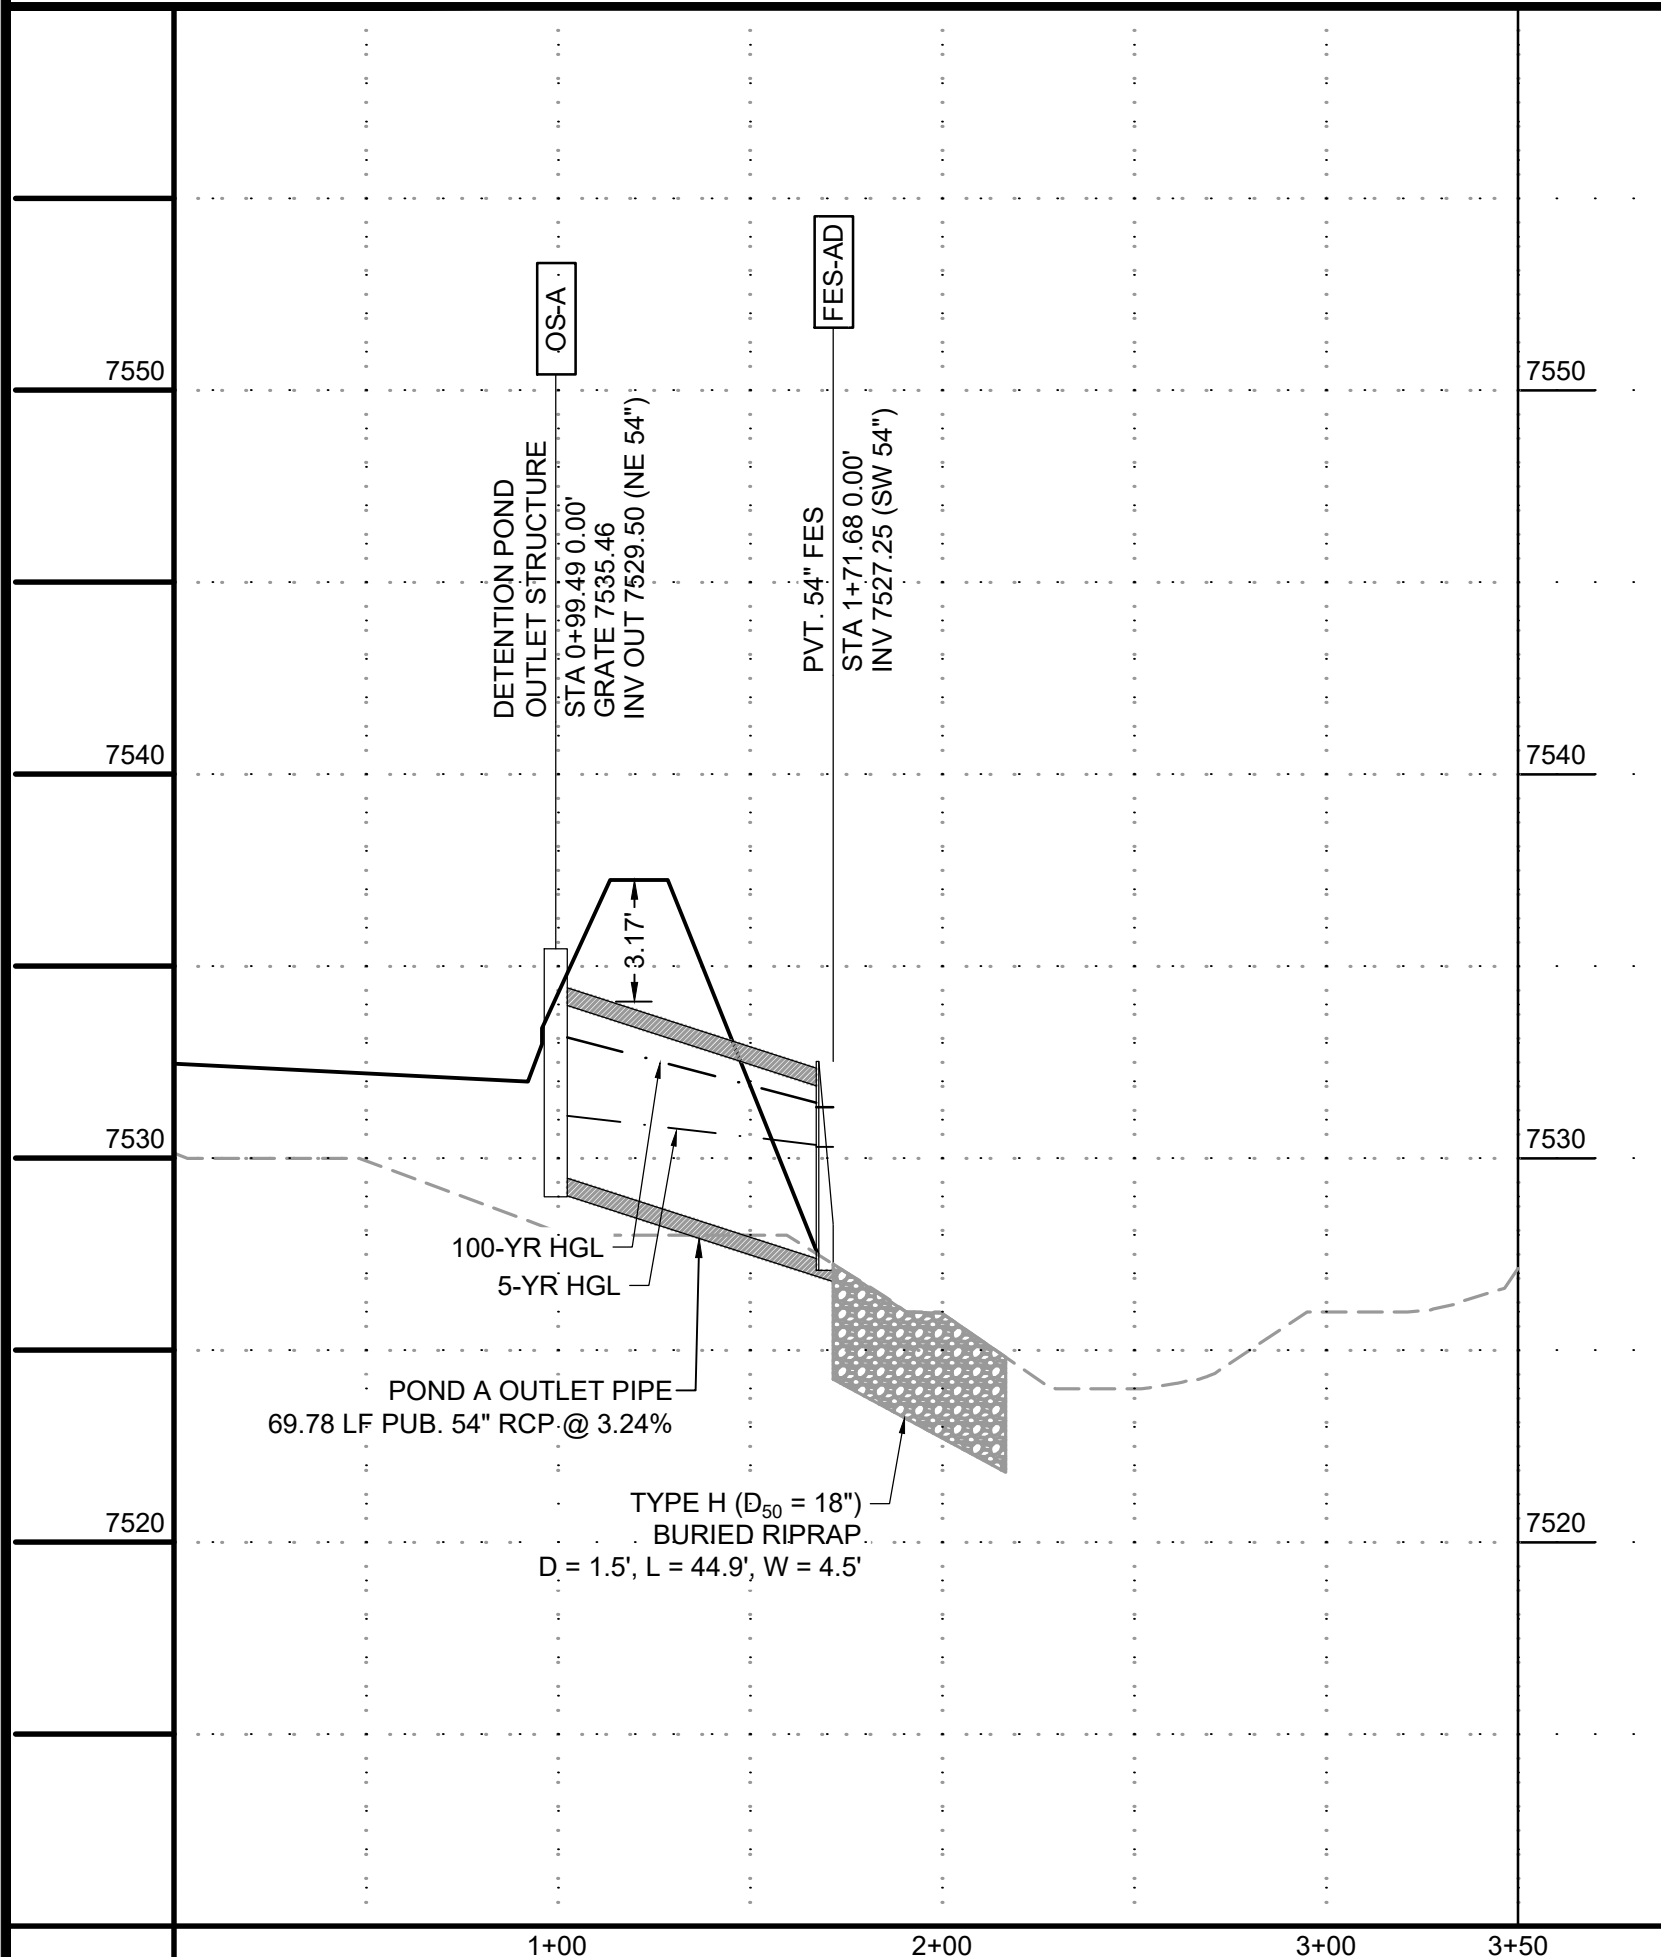 OS-A
FES-AD
7550
7550
DETENTION POND
OUTLET STRUCTURE
STA 0+99.49 0.00'
GRATE 7535.46
INV OUT 7529.50 (NE 54")
PVT. 54" FES
STA 1+71.68 0.00'
INV 7527.25 (SW 54")
7540
7540
3.17'
7530
7530
100-YR HGL
5-YR HGL
POND A OUTLET PIPE
69.78 LF PUB. 54" RCP @ 3.24%
TYPE H (D50 = 18")
BURIED RIPRAP
D = 1.5', L = 44.9', W = 4.5'
7520
7520
1+00
2+00
3+00
3+50